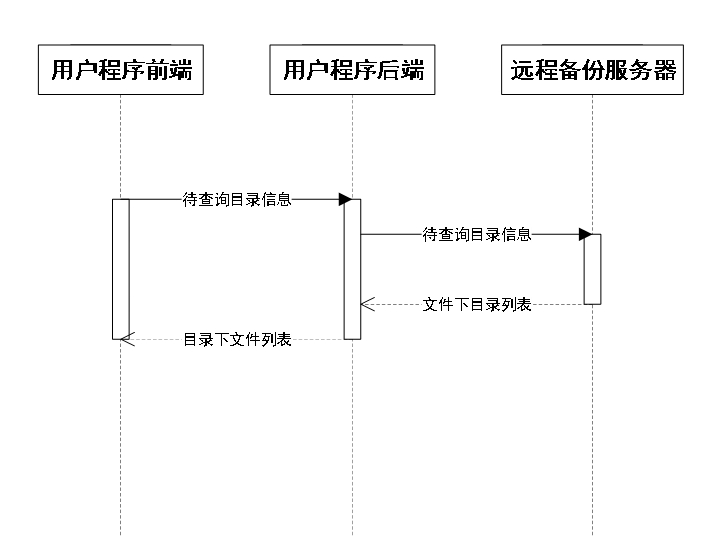 用户程序前端
用户程序后端
远程备份服务器
待查询目录信息
待查询目录信息
文件下目录列表
目录下文件列表